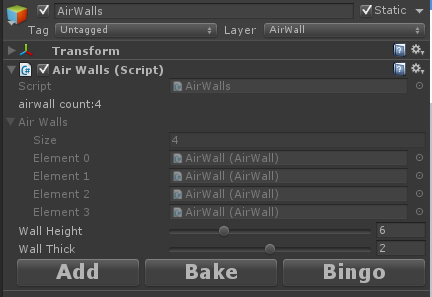 AirWalls Static
Tag Untagged Layer AirWall
Transform
Air Walls (Script)
Script AirWalls
airwall count:4
Air Walls
Size 4
Element 0 AirWall (AirWall)
Element 1 AirWall (AirWall)
Element 2 AirWall (AirWall)
Element 3 AirWall (AirWall)
Wall Height 6
Wall Thick 2
Add Bake Bingo